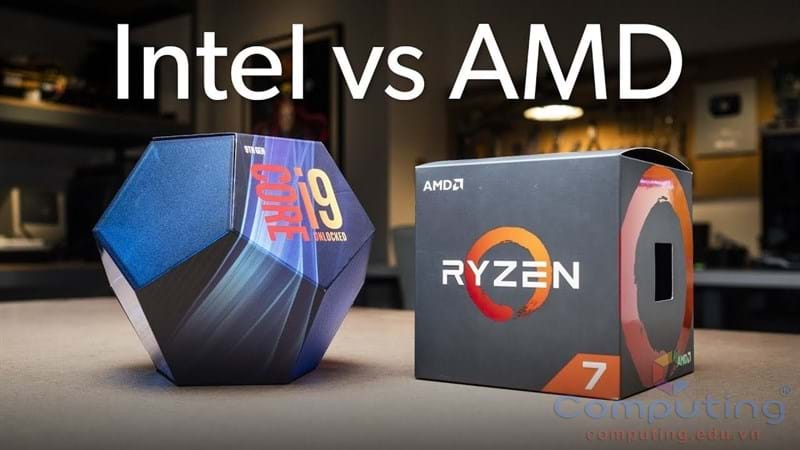 Intel vs AMD
9TH GEN
CORE i9
UNLOCKED
AMD
RYZEN
7
AMD
Computing®
computing.edu.vn